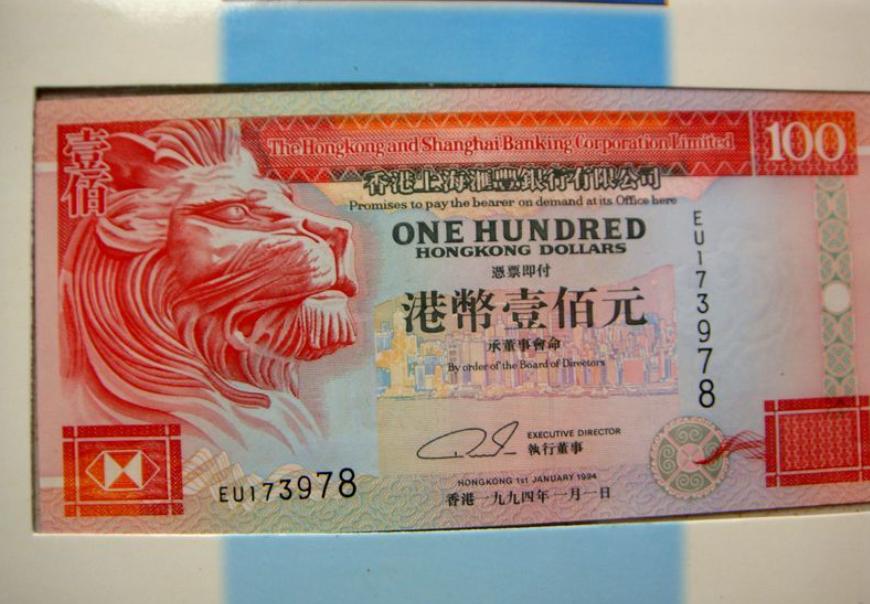 壹佰
The Hongkong and Shanghai Banking Corporation Limited
100
香港上海滙豐銀行有限公司
Promises to pay the bearer on demand at its Office here
ONE HUNDRED
HONGKONG DOLLARS
憑票即付
港幣壹佰元
承董事會命
By order of the Board of Directors
EU173978
EXECUTIVE DIRECTOR
執行董事
HONGKONG 1ST JANUARY 1994
香港一九九四年一月一日
EU173978